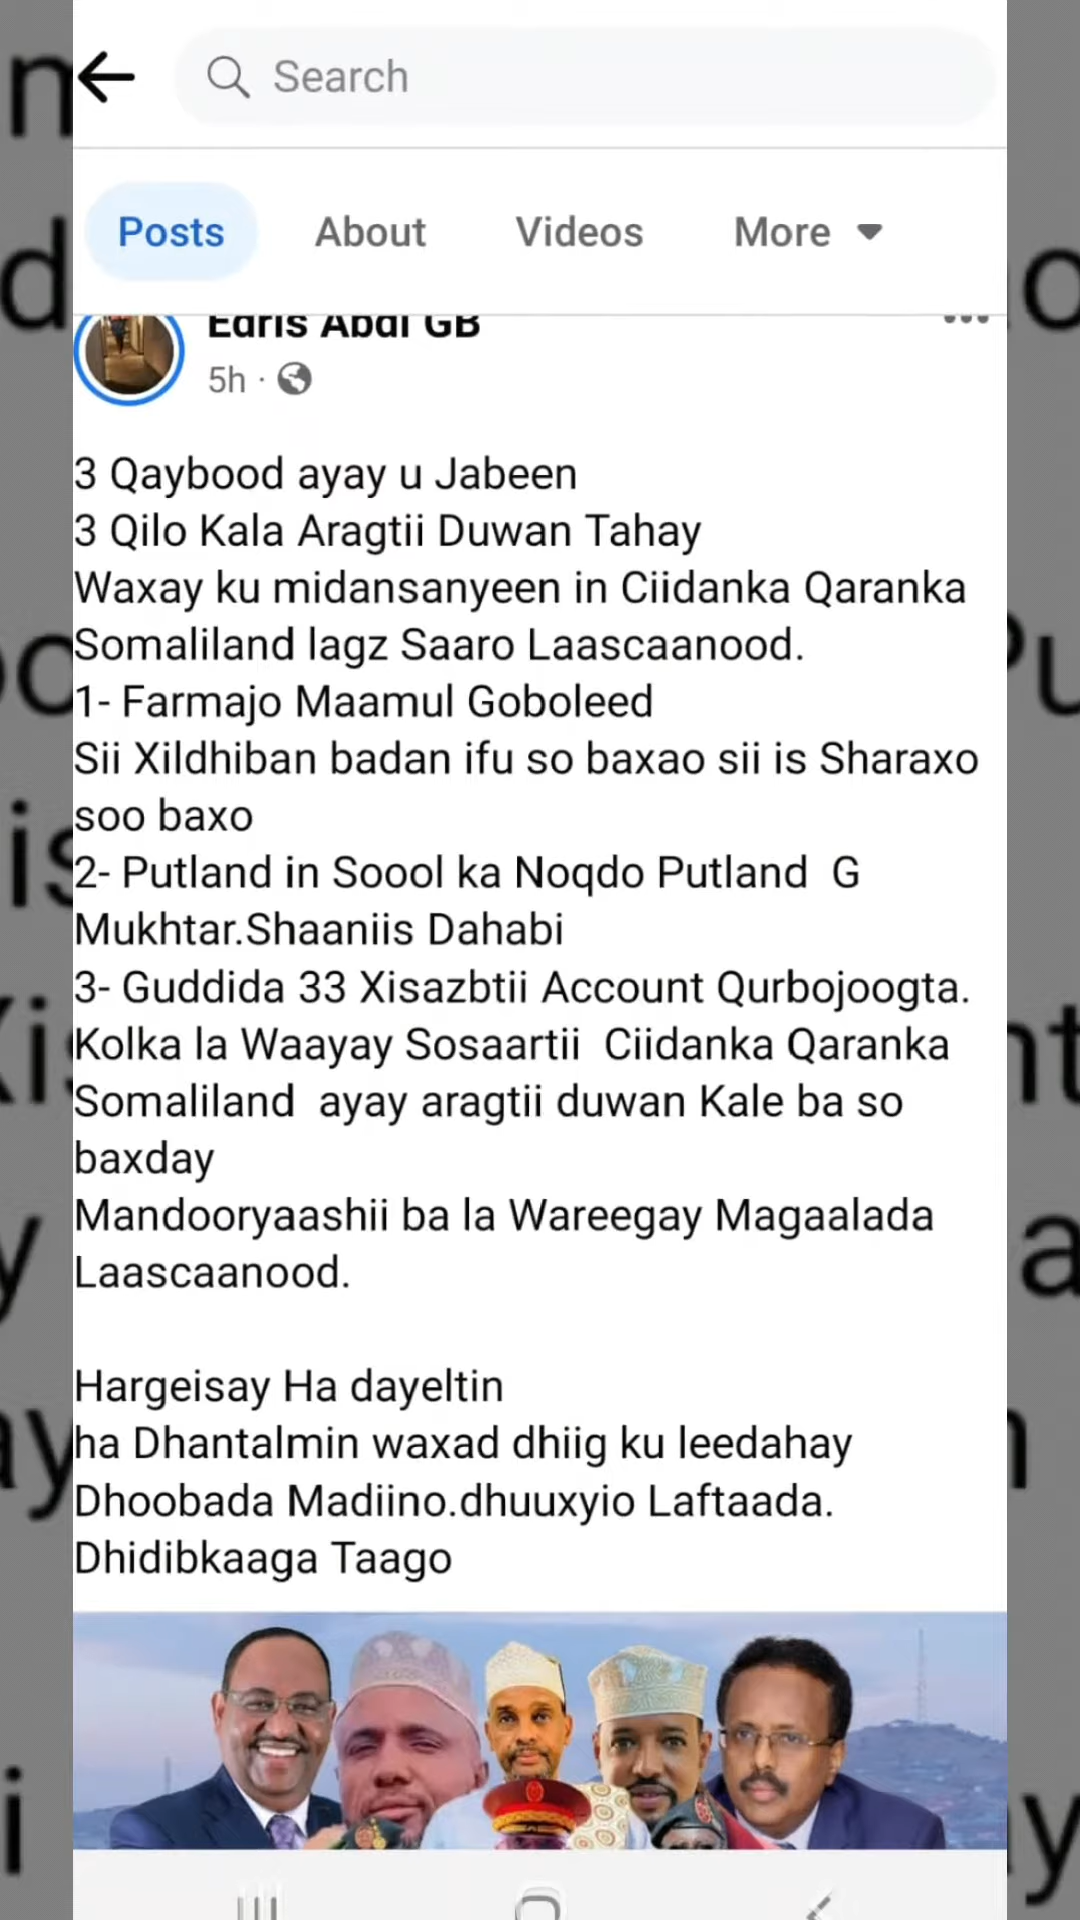 Search
Posts About Videos More
Edris Abdi GB
5h
3 Qaybood ayay u Jabeen
3 Qilo Kala Aragtii Duwan Tahay
Waxay ku midansanyeen in Ciidanka Qaranka
Somaliland lagz Saaro Laascaanood.
1- Farmajo Maamul Goboleed
Sii Xildhiban badan ifu so baxao sii is Sharaxo
soo baxo
2- Putland in Soool ka Noqdo Putland G
Mukhtar.Shaaniis Dahabi
3- Guddida 33 Xisazbtii Account Qurbojoogta.
Kolka la Waayay Sosaartii Ciidanka Qaranka
Somaliland ayay aragtii duwan Kale ba so
baxday
Mandooryaashii ba la Wareegay Magaalada
Laascaanood.
Hargeisay Ha dayeltin
ha Dhantalmin waxad dhiig ku leedahay
Dhoobada Madiino.dhuuxyio Laftaada.
Dhidibkaaga Taago